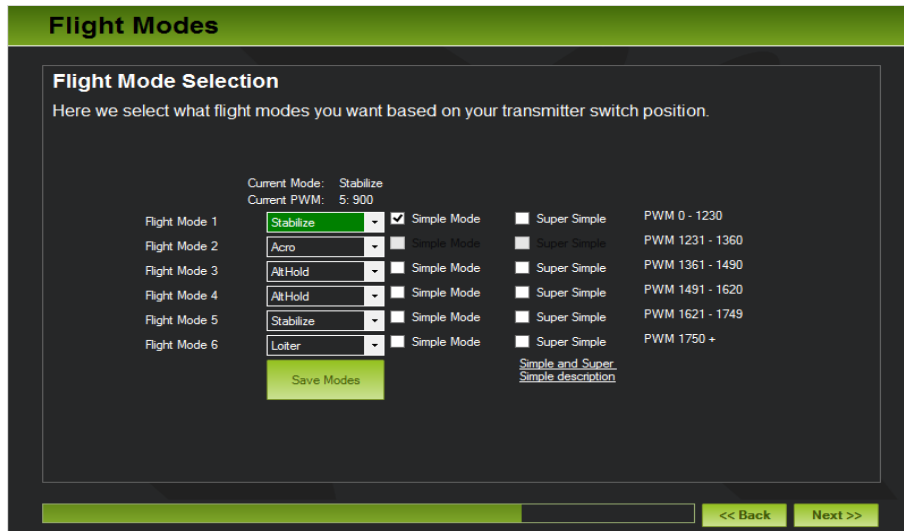 Flight Modes
Flight Mode Selection
Here we select what flight modes you want based on your transmitter switch position.
Current Mode: Stabilize
Current PWM: 5: 900
Flight Mode 1 Stabilize Simple Mode Super Simple PWM 0 - 1230
Flight Mode 2 Acro Simple Mode Super Simple PWM 1231 - 1360
Flight Mode 3 AltHold Simple Mode Super Simple PWM 1361 - 1490
Flight Mode 4 AltHold Simple Mode Super Simple PWM 1491 - 1620
Flight Mode 5 Stabilize Simple Mode Super Simple PWM 1621 - 1749
Flight Mode 6 Loiter Simple Mode Super Simple PWM 1750 +
Save Modes
Simple and Super
Simple description
<< Back Next >>